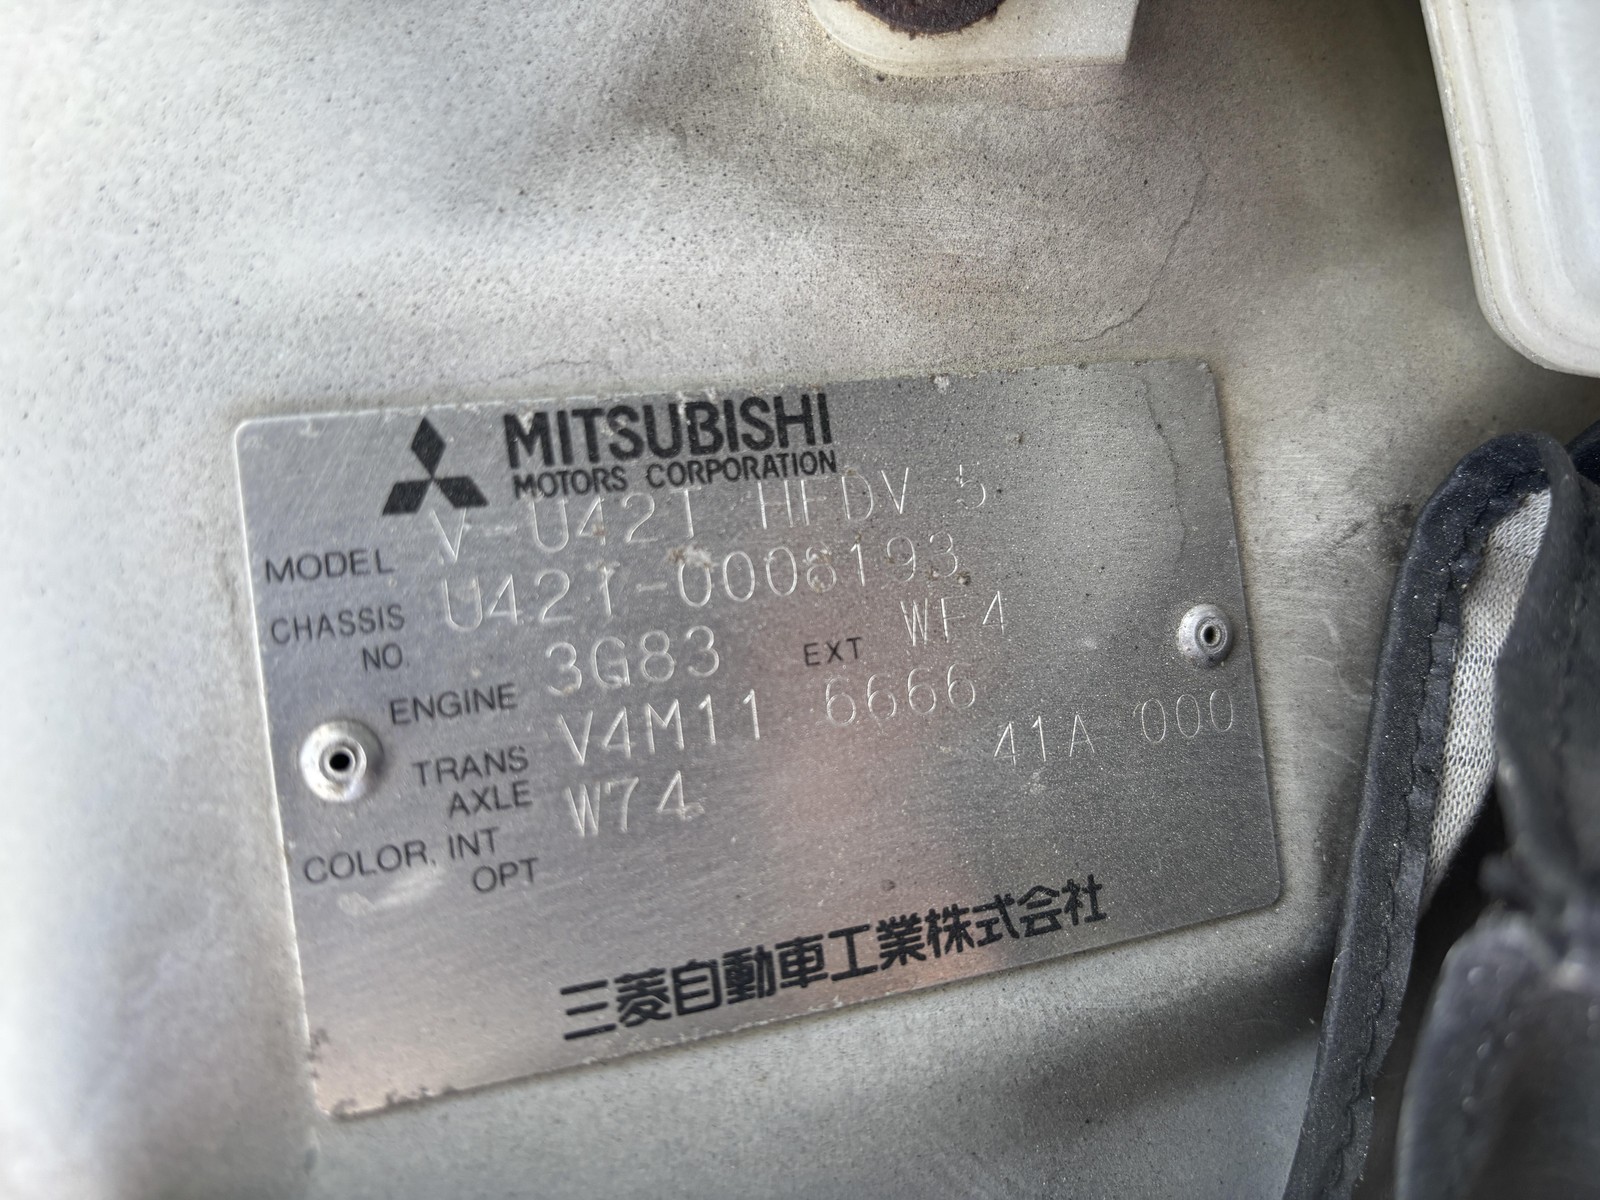 MITSUBISHI
MOTORS CORPORATION
MODEL V-U42T HFDV 5
CHASSIS NO. U42T-0006193
ENGINE 3G83 EXT WF4
TRANS AXLE V4M11 6666
COLOR, INT OPT W74 41A 000
三菱自動車工業株式会社